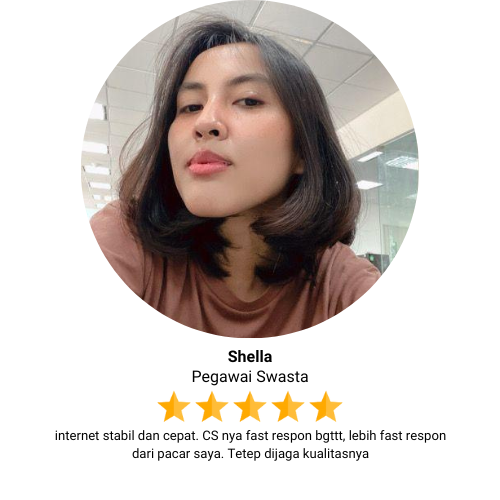 Shella
Pegawai Swasta
internet stabil dan cepat. CS nya fast respon bgttt, lebih fast respon
dari pacar saya. Tetep dijaga kualitasnya